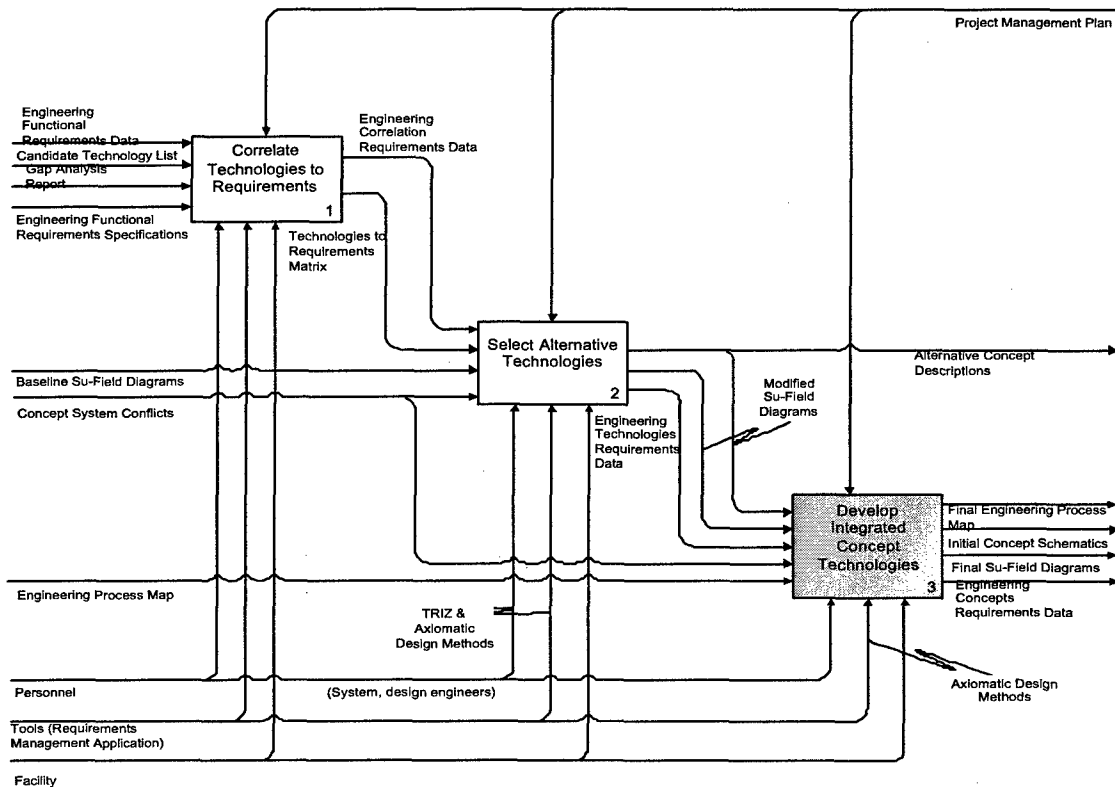 Project Management Plan
Engineering
Functional
Requirements Data
Candidate Technology List
Gap Analysis
Report
Engineering Functional
Requirements Specifications
Correlate
Technologies to
Requirements
1
Engineering
Correlation
Requirements Data
Technologies to
Requirements
Matrix
Select Alternative
Technologies
2
Baseline Su-Field Diagrams
Concept System Conflicts
Alternative Concept
Descriptions
Modified
Su-Field
Diagrams
Engineering
Technologies
Requirements
Data
Develop
Integrated
Concept
Technologies
3
Final Engineering Process
Map
Initial Concept Schematics
Final Su-Field Diagrams
Engineering
Concepts
Requirements Data
Engineering Process Map
TRIZ &
Axiomatic
Design Methods
Personnel
(System, design engineers)
Axiomatic Design
Methods
Tools (Requirements
Management Application)
Facility